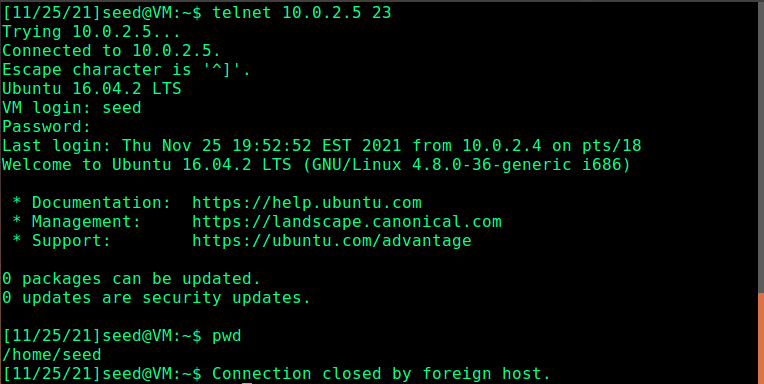 [11/25/21]seed@VM:~$ telnet 10.0.2.5 23
Trying 10.0.2.5...
Connected to 10.0.2.5.
Escape character is '^]'.
Ubuntu 16.04.2 LTS
VM login: seed
Password:
Last login: Thu Nov 25 19:52:52 EST 2021 from 10.0.2.4 on pts/18
Welcome to Ubuntu 16.04.2 LTS (GNU/Linux 4.8.0-36-generic i686)

 * Documentation:  https://help.ubuntu.com
 * Management:     https://landscape.canonical.com
 * Support:        https://ubuntu.com/advantage

0 packages can be updated.
0 updates are security updates.

[11/25/21]seed@VM:~$ pwd
/home/seed
[11/25/21]seed@VM:~$ Connection closed by foreign host.